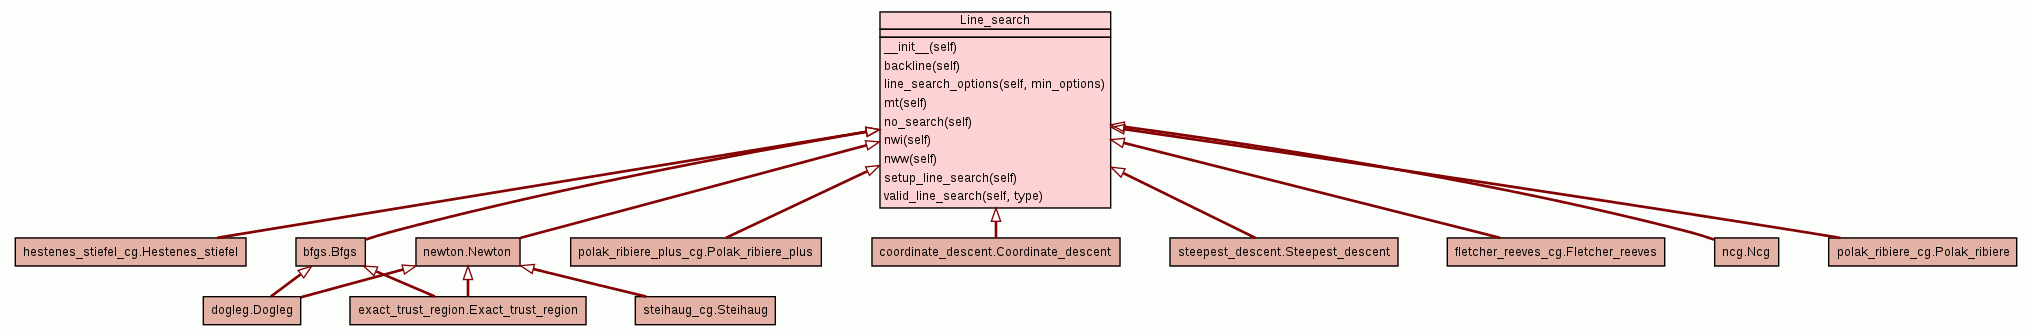 Line_search
__init__(self)
backline(self)
line_search_options(self, min_options)
mt(self)
no_search(self)
nwi(self)
nww(self)
setup_line_search(self)
valid_line_search(self, type)
hestenes_stiefel_cg.Hestenes_stiefel
bfgs.Bfgs
newton.Newton
polak_ribiere_plus_cg.Polak_ribiere_plus
coordinate_descent.Coordinate_descent
steepest_descent.Steepest_descent
fletcher_reeves_cg.Fletcher_reeves
ncg.Ncg
polak_ribiere_cg.Polak_ribiere
dogleg.Dogleg
exact_trust_region.Exact_trust_region
steihaug_cg.Steihaug